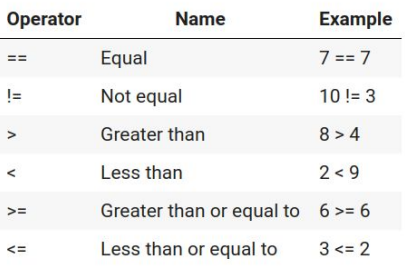 Operator Name Example
== Equal 7 == 7
!= Not equal 10 != 3
> Greater than 8 > 4
< Less than 2 < 9
>= Greater than or equal to 6 >= 6
<= Less than or equal to 3 <= 2